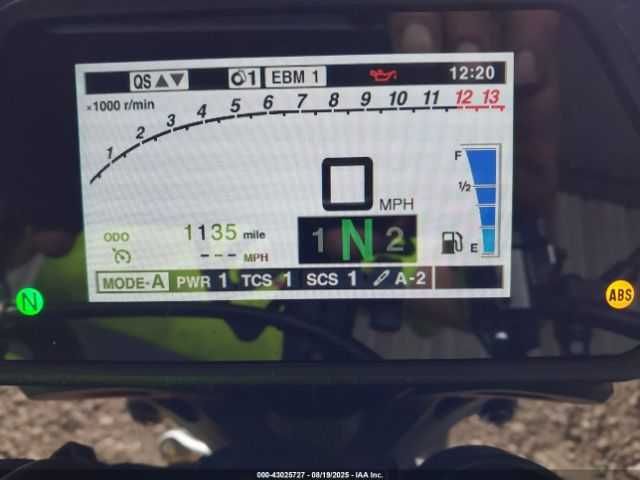 QS ▲▼ 1 EBM 1 12:20
×1000 r/min
1 2 3 4 5 6 7 8 9 10 11 12 13
0 MPH
F
1/2
E
ODO 1135 mile
--- MPH
1 N 2
MODE-A PWR 1 TCS 1 SCS 1 A-2
N
ABS
000-43025727 - 08/19/2025 - IAA Inc.